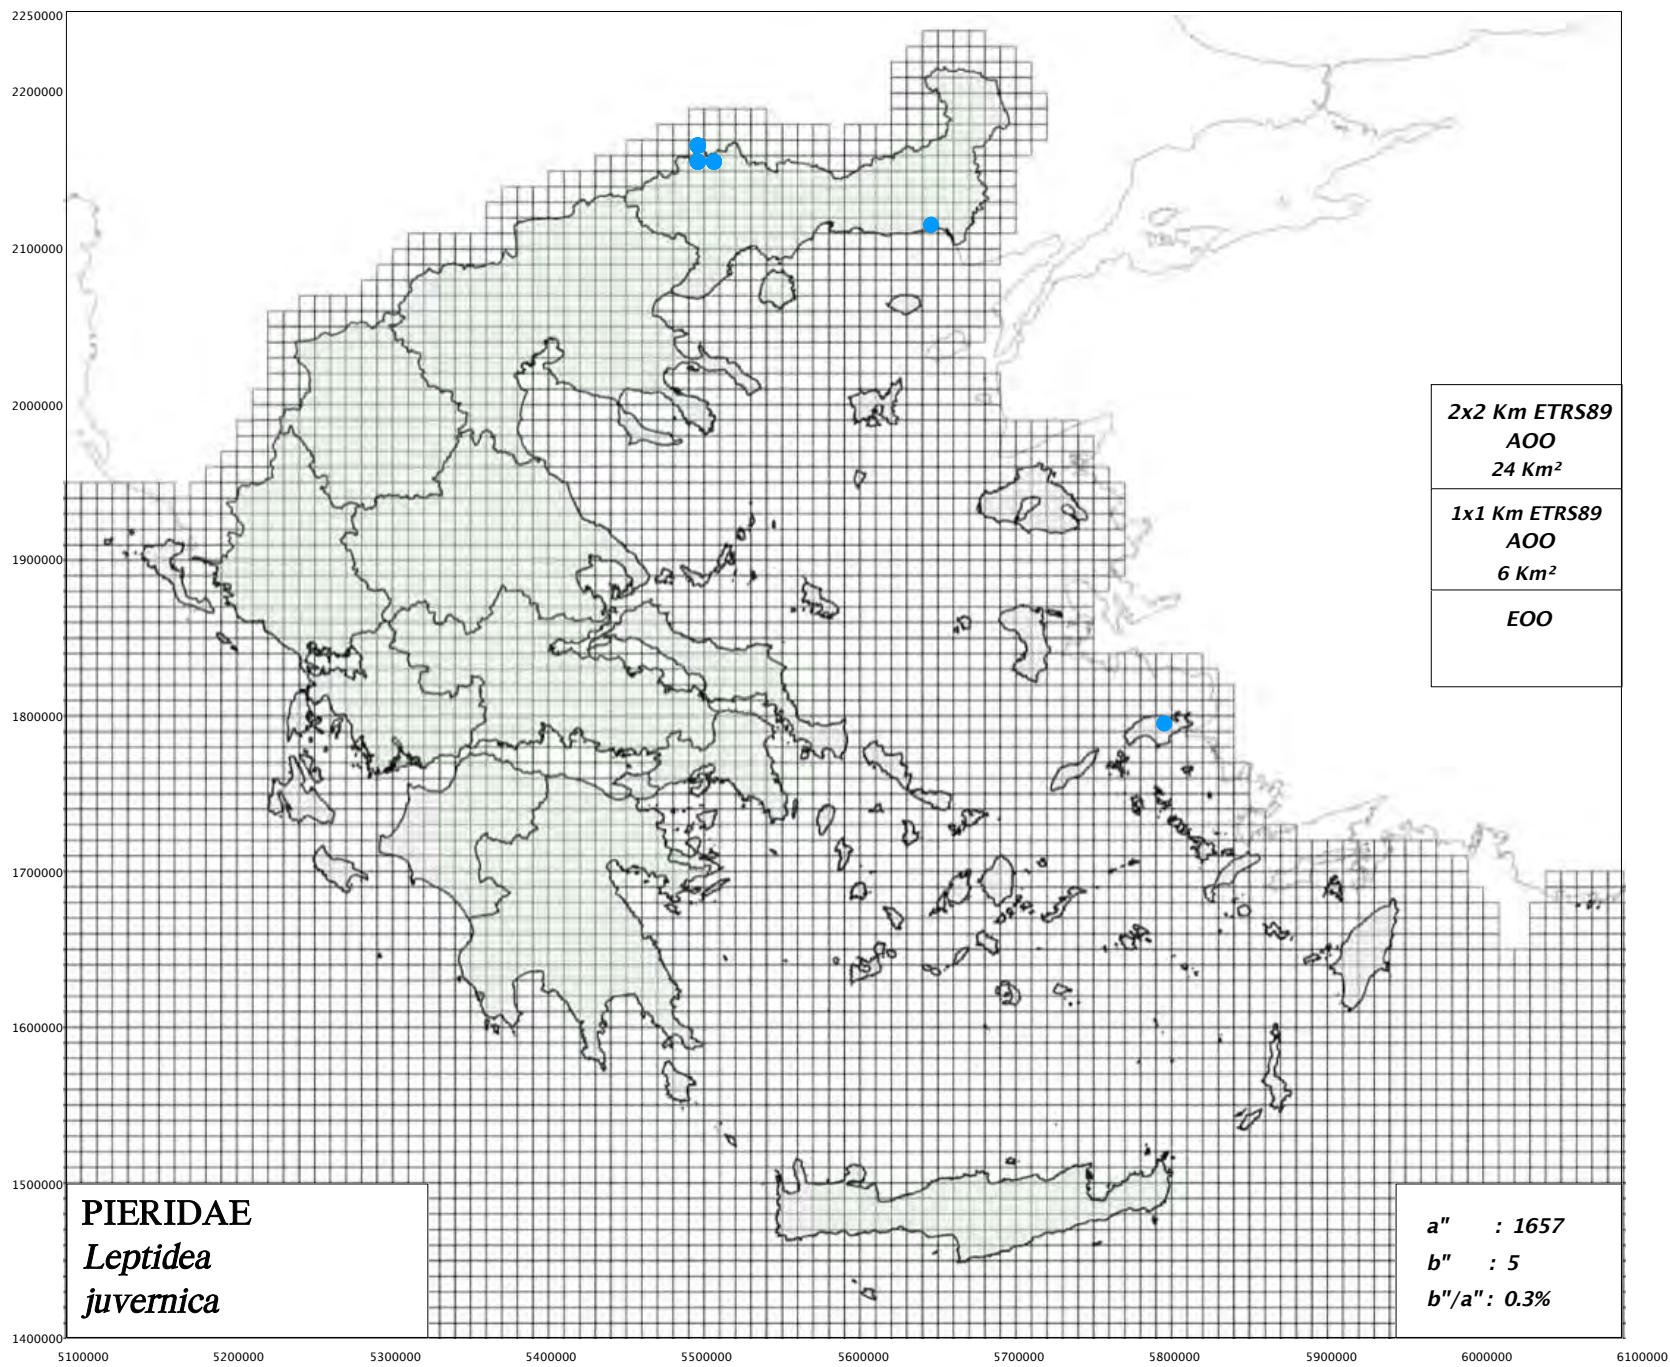 2250000
2200000
2100000
2000000
1900000
1800000
1700000
1600000
1500000
1400000
2x2 Km ETRS89
AOO
24 Km²
1x1 Km ETRS89
AOO
6 Km²
EOO
PIERIDAE
Leptidea
juvernica
a" : 1657
b" : 5
b"/a" : 0.3%
5100000 5200000 5300000 5400000 5500000 5600000 5700000 5800000 5900000 6000000 6100000